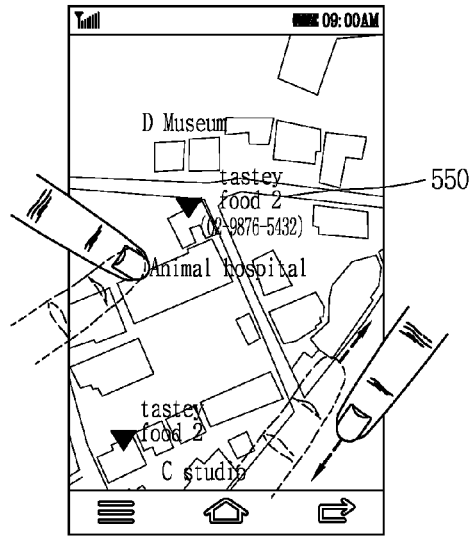 09:00AM
D Museum
tastey
food 2
(02-9876-5432)
550
Animal hospital
tastey
food 2
C studio